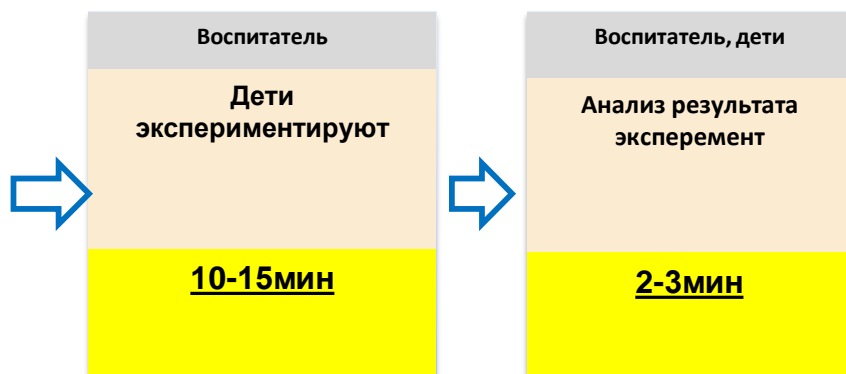 Воспитатель
Дети
экспериментируют
10-15мин
Воспитатель, дети
Анализ результата
эксперемент
2-3мин